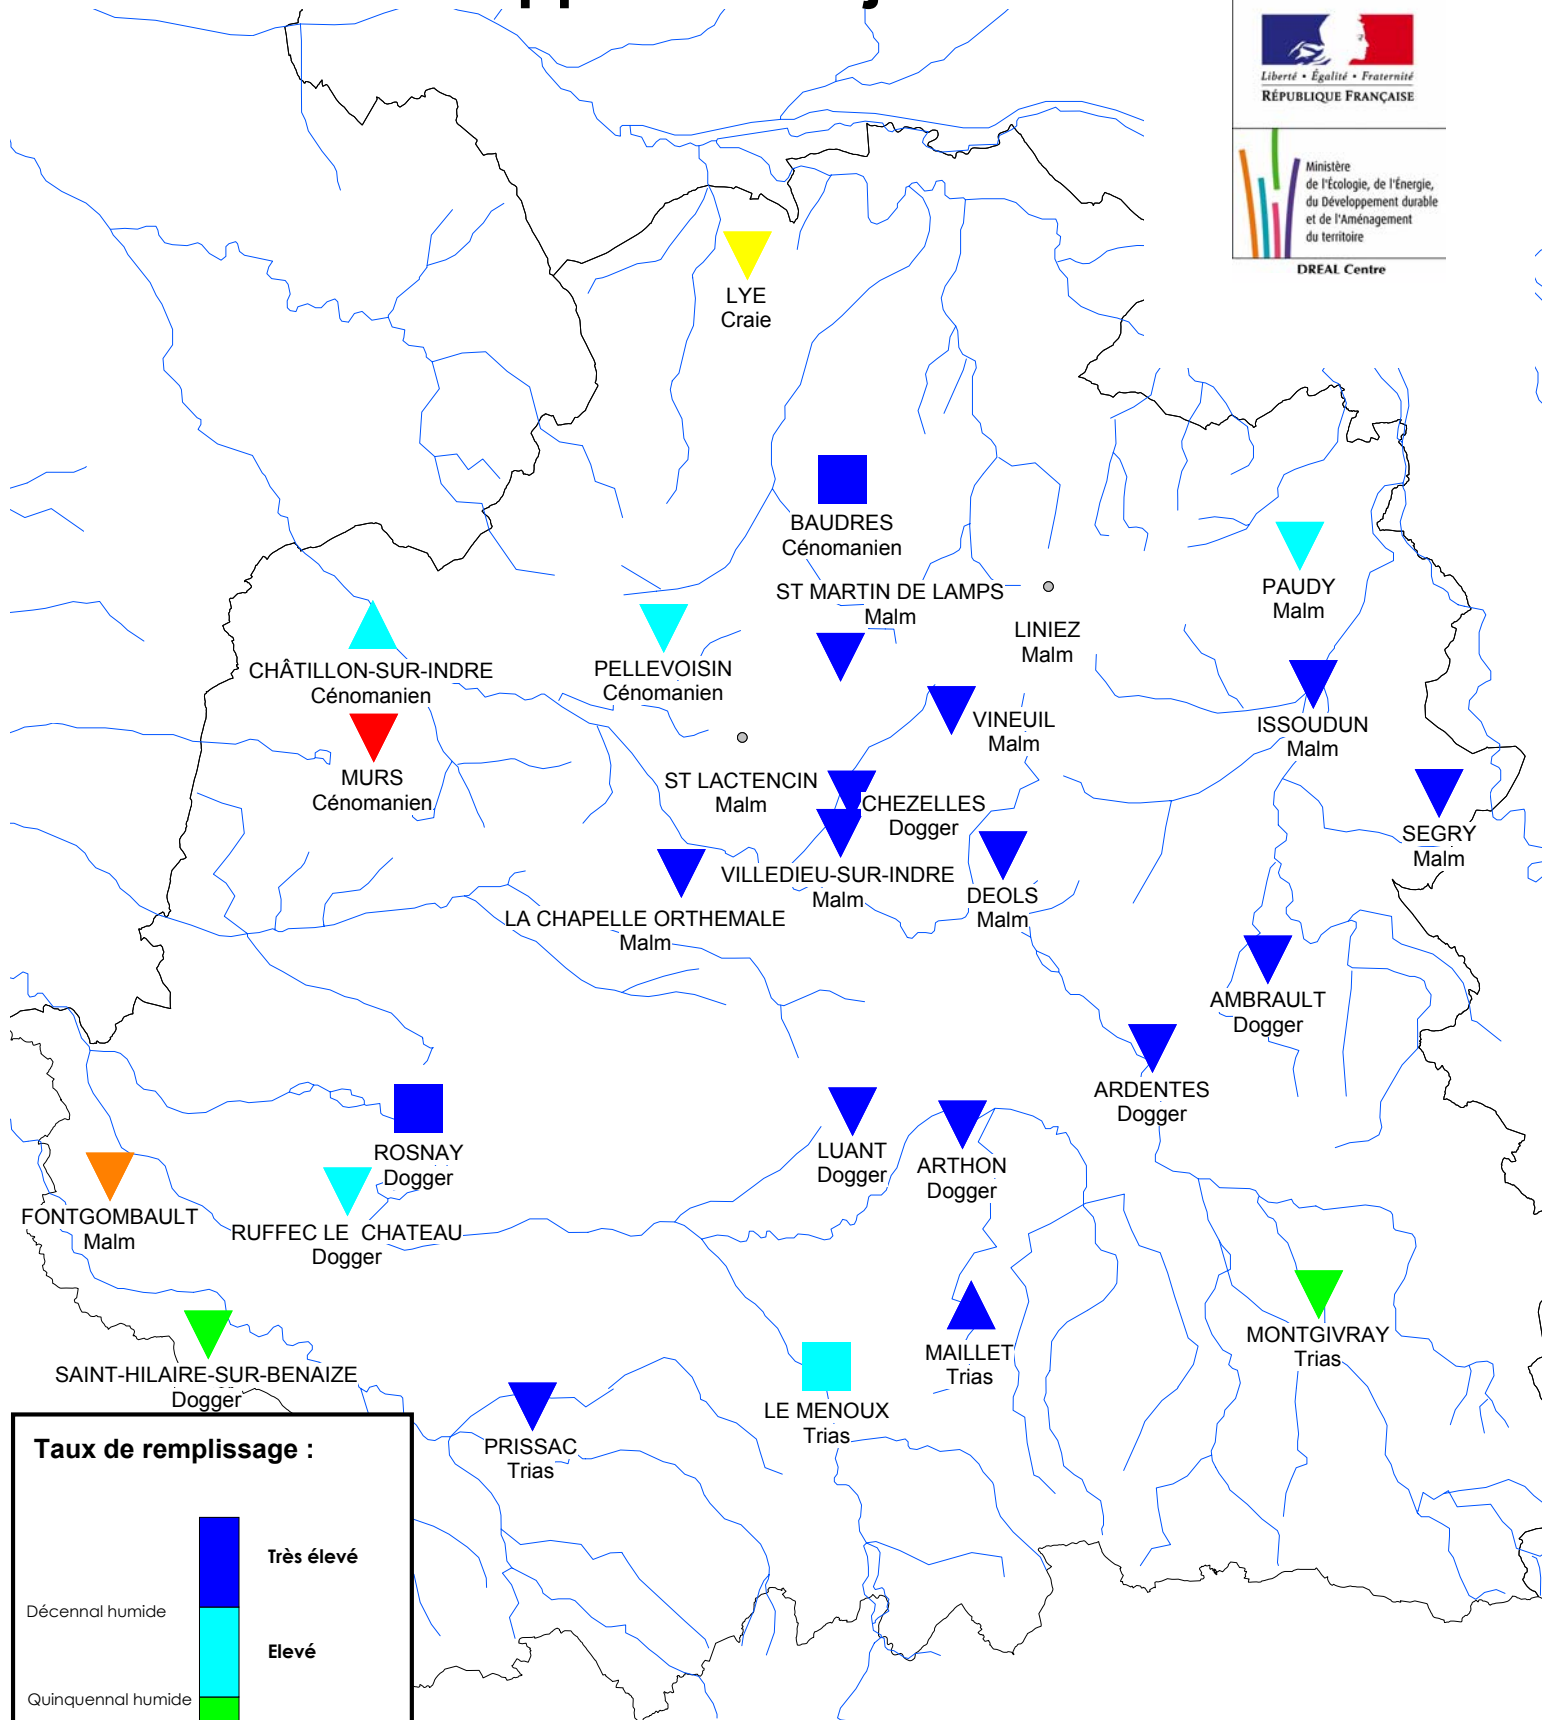 Liberté • Égalité • Fraternité
RÉPUBLIQUE FRANÇAISE
Ministère
de l'Écologie, de l'Énergie,
du Développement durable
et de l'Aménagement
du territoire
DREAL Centre
LYE
Craie
BAUDRES
Cénomanien
ST MARTIN DE LAMPS
Malm
LINIEZ
Malm
PAUDY
Malm
CHÂTILLON-SUR-INDRE
Cénomanien
PELLEVOISIN
Cénomanien
VINEUIL
Malm
ISSOUDUN
Malm
MURS
Cénomanien
ST LACTENCIN
Malm
CHEZELLES
Dogger
SEGRY
Malm
VILLEDIEU-SUR-INDRE
Malm
DEOLS
Malm
LA CHAPELLE ORTHEMALE
Malm
AMBRAULT
Dogger
ARDENTES
Dogger
ROSNAY
Dogger
LUANT
Dogger
ARTHON
Dogger
FONTGOMBAULT
Malm
RUFFEC LE  CHATEAU
Dogger
MONTGIVRAY
Trias
MAILLET
Trias
SAINT-HILAIRE-SUR-BENAIZE
Dogger
LE MENOUX
Trias
PRISSAC
Trias
Taux de remplissage :
Très élevé
Décennal humide
Elevé
Quinquennal humide